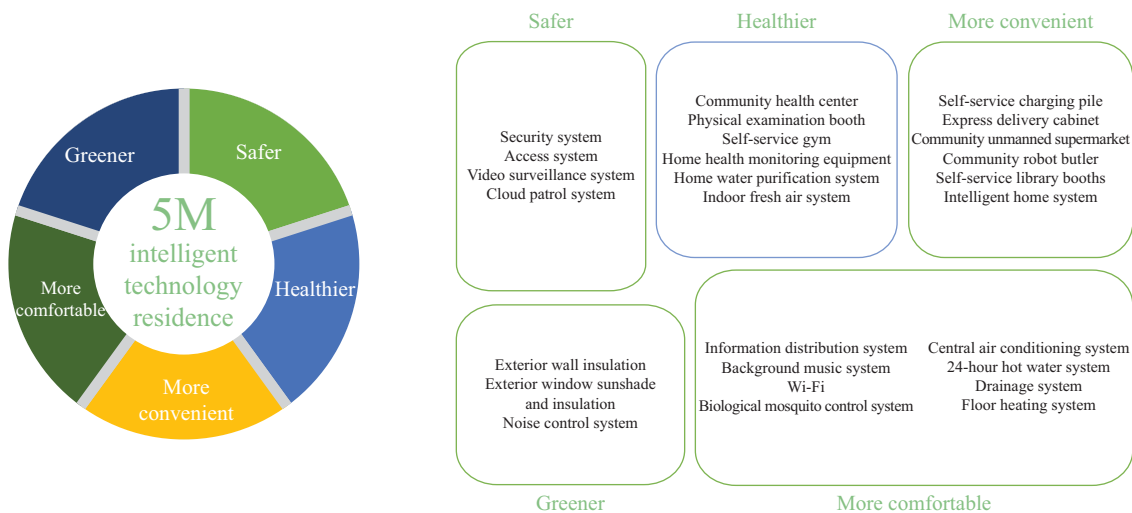 Greener
Safer
Healthier
More
convenient
More
comfortable
5M
intelligent
technology
residence
Safer
Security system
Access system
Video surveillance system
Cloud patrol system
Healthier
Community health center
Physical examination booth
Self-service gym
Home health monitoring equipment
Home water purification system
Indoor fresh air system
More convenient
Self-service charging pile
Express delivery cabinet
Community unmanned supermarket
Community robot butler
Self-service library booths
Intelligent home system
Exterior wall insulation
Exterior window sunshade
and insulation
Noise control system
Greener
Information distribution system
Background music system
Wi-Fi
Biological mosquito control system
Central air conditioning system
24-hour hot water system
Drainage system
Floor heating system
More comfortable